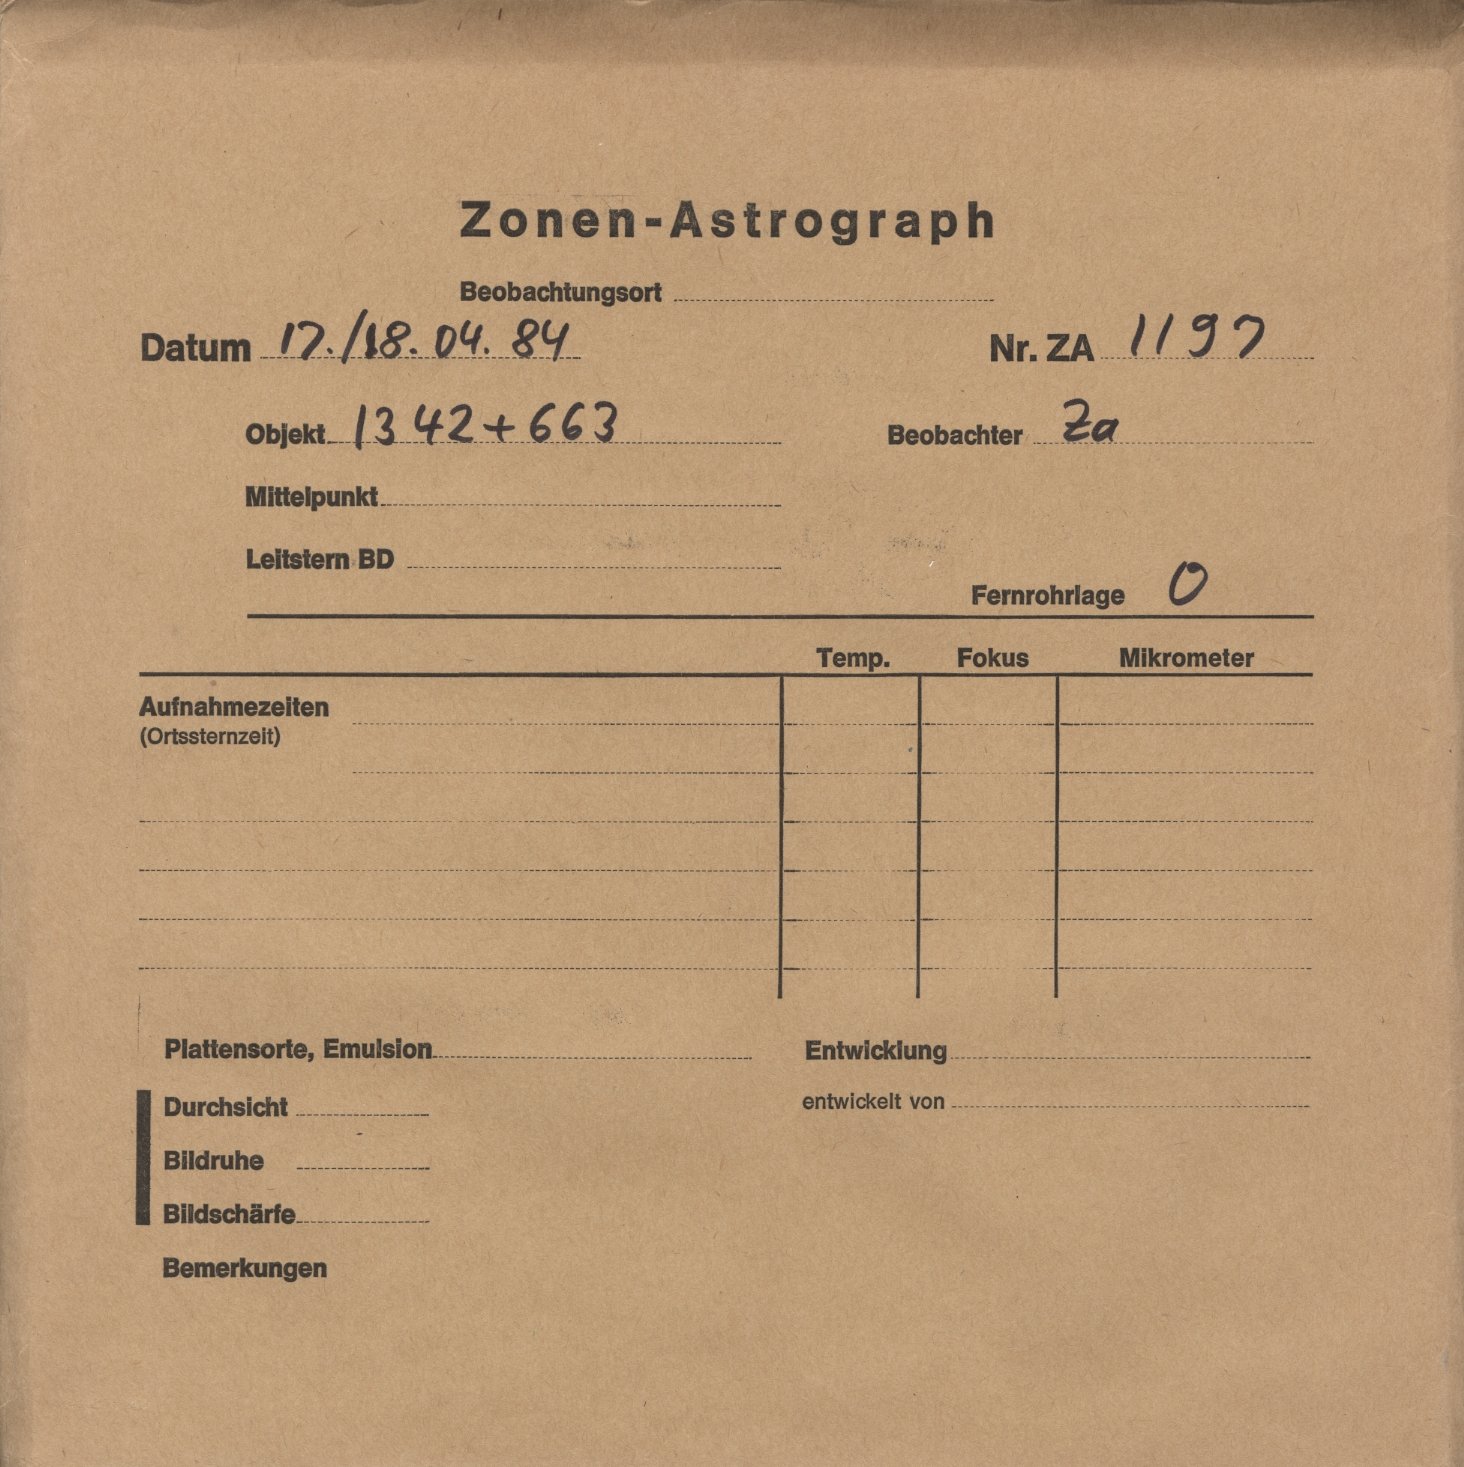 Zonen-Astrograph
Beobachtungsort
Datum 17./18. 04. 84 Nr. ZA 1197
Objekt 1342+663 Beobachter Za
Mittelpunkt
Leitstern BD
Fernrohrlage O
Temp. Fokus Mikrometer
Aufnahmezeiten
(Ortssternzeit)
Plattensorte, Emulsion Entwicklung
Durchsicht entwickelt von
Bildruhe
Bildschärfe
Bemerkungen